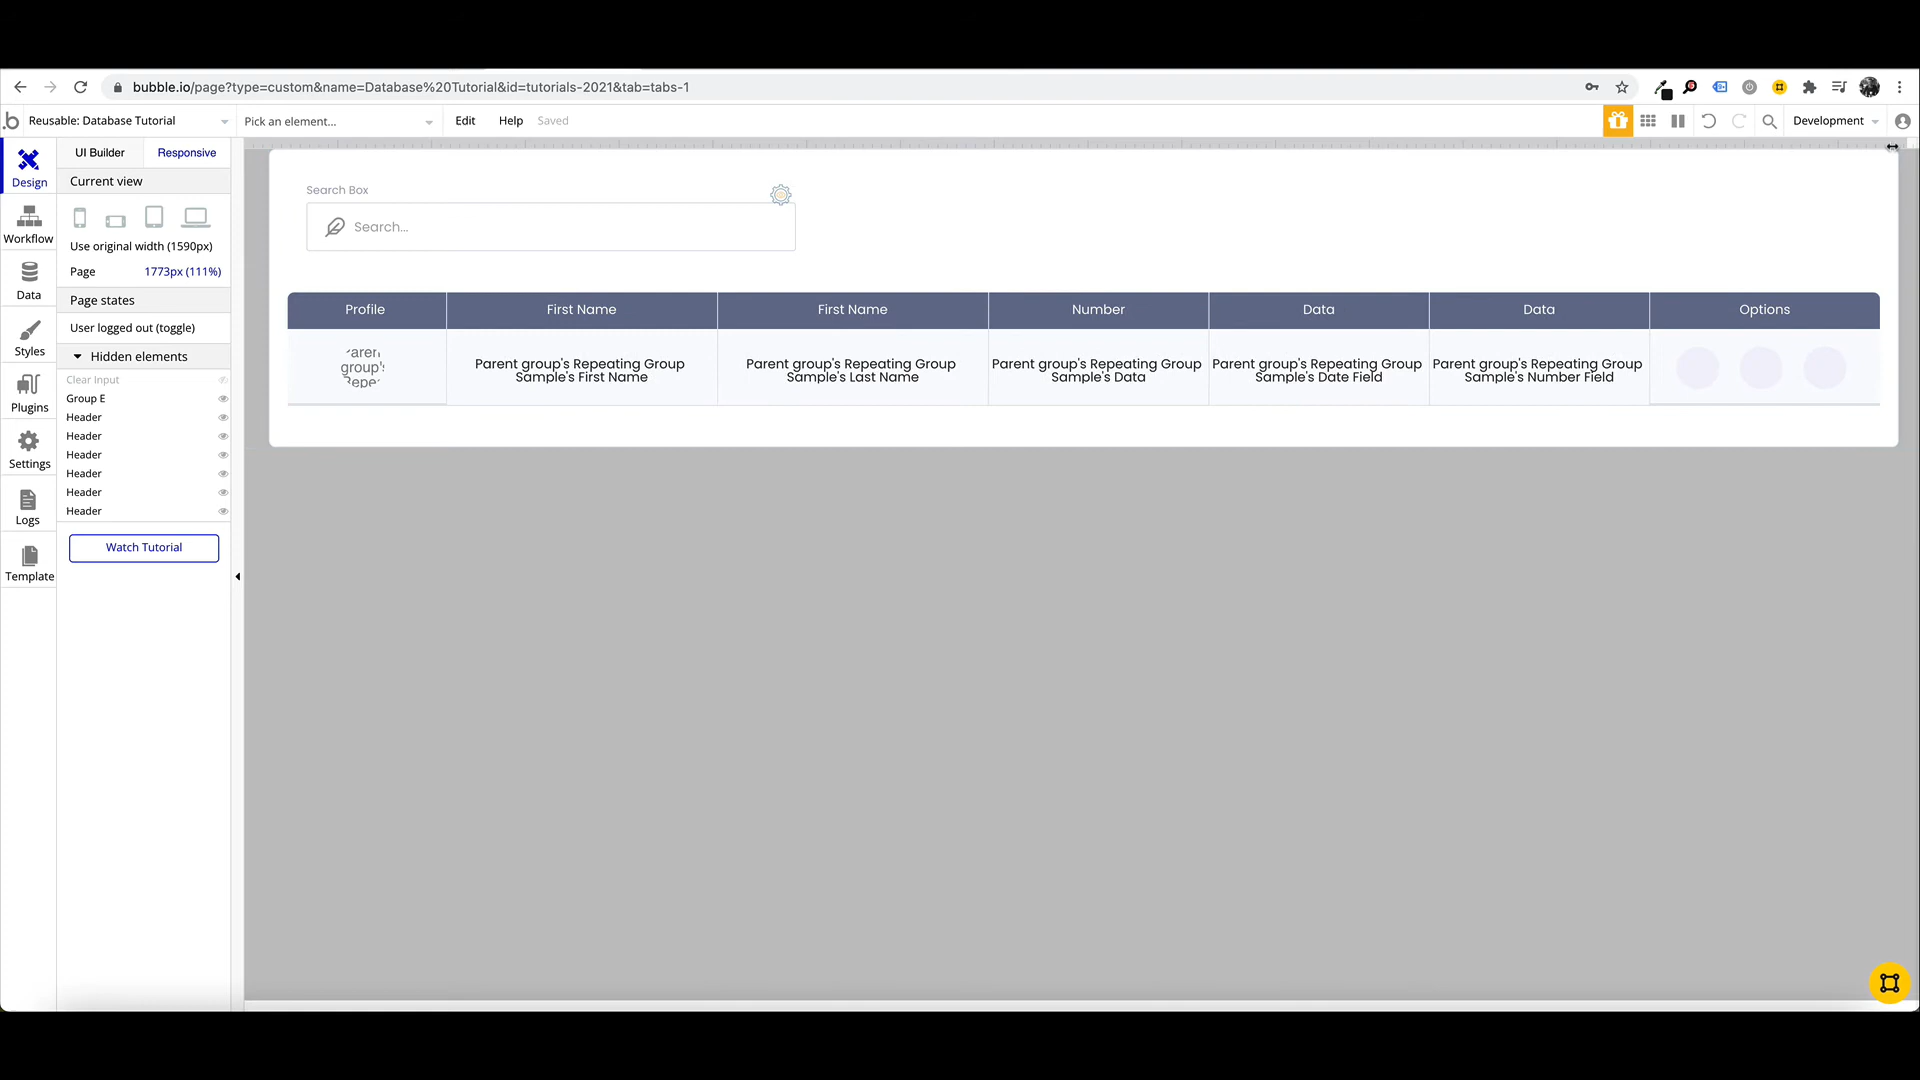 bubble.io/page?type=custom&name=Database%20Tutorial&id=tutorials-2021&tab=tabs-1
Reusable: Database Tutorial
Pick an element...
Edit
Help
Saved
Development
Design
Workflow
Data
Styles
Plugins
Settings
Logs
Template
UI Builder
Responsive
Current view
Use original width (1590px)
Page 1773px (111%)
Page states
User logged out (toggle)
Hidden elements
Clear Input
Group E
Header
Header
Header
Header
Header
Header
Watch Tutorial
Search Box
Search...
Profile
First Name
First Name
Number
Data
Data
Options
group's
Parent group's Repeating Group
Sample's First Name
Parent group's Repeating Group
Sample's Last Name
Parent group's Repeating Group
Sample's Data
Parent group's Repeating Group
Sample's Date Field
Parent group's Repeating Group
Sample's Number Field